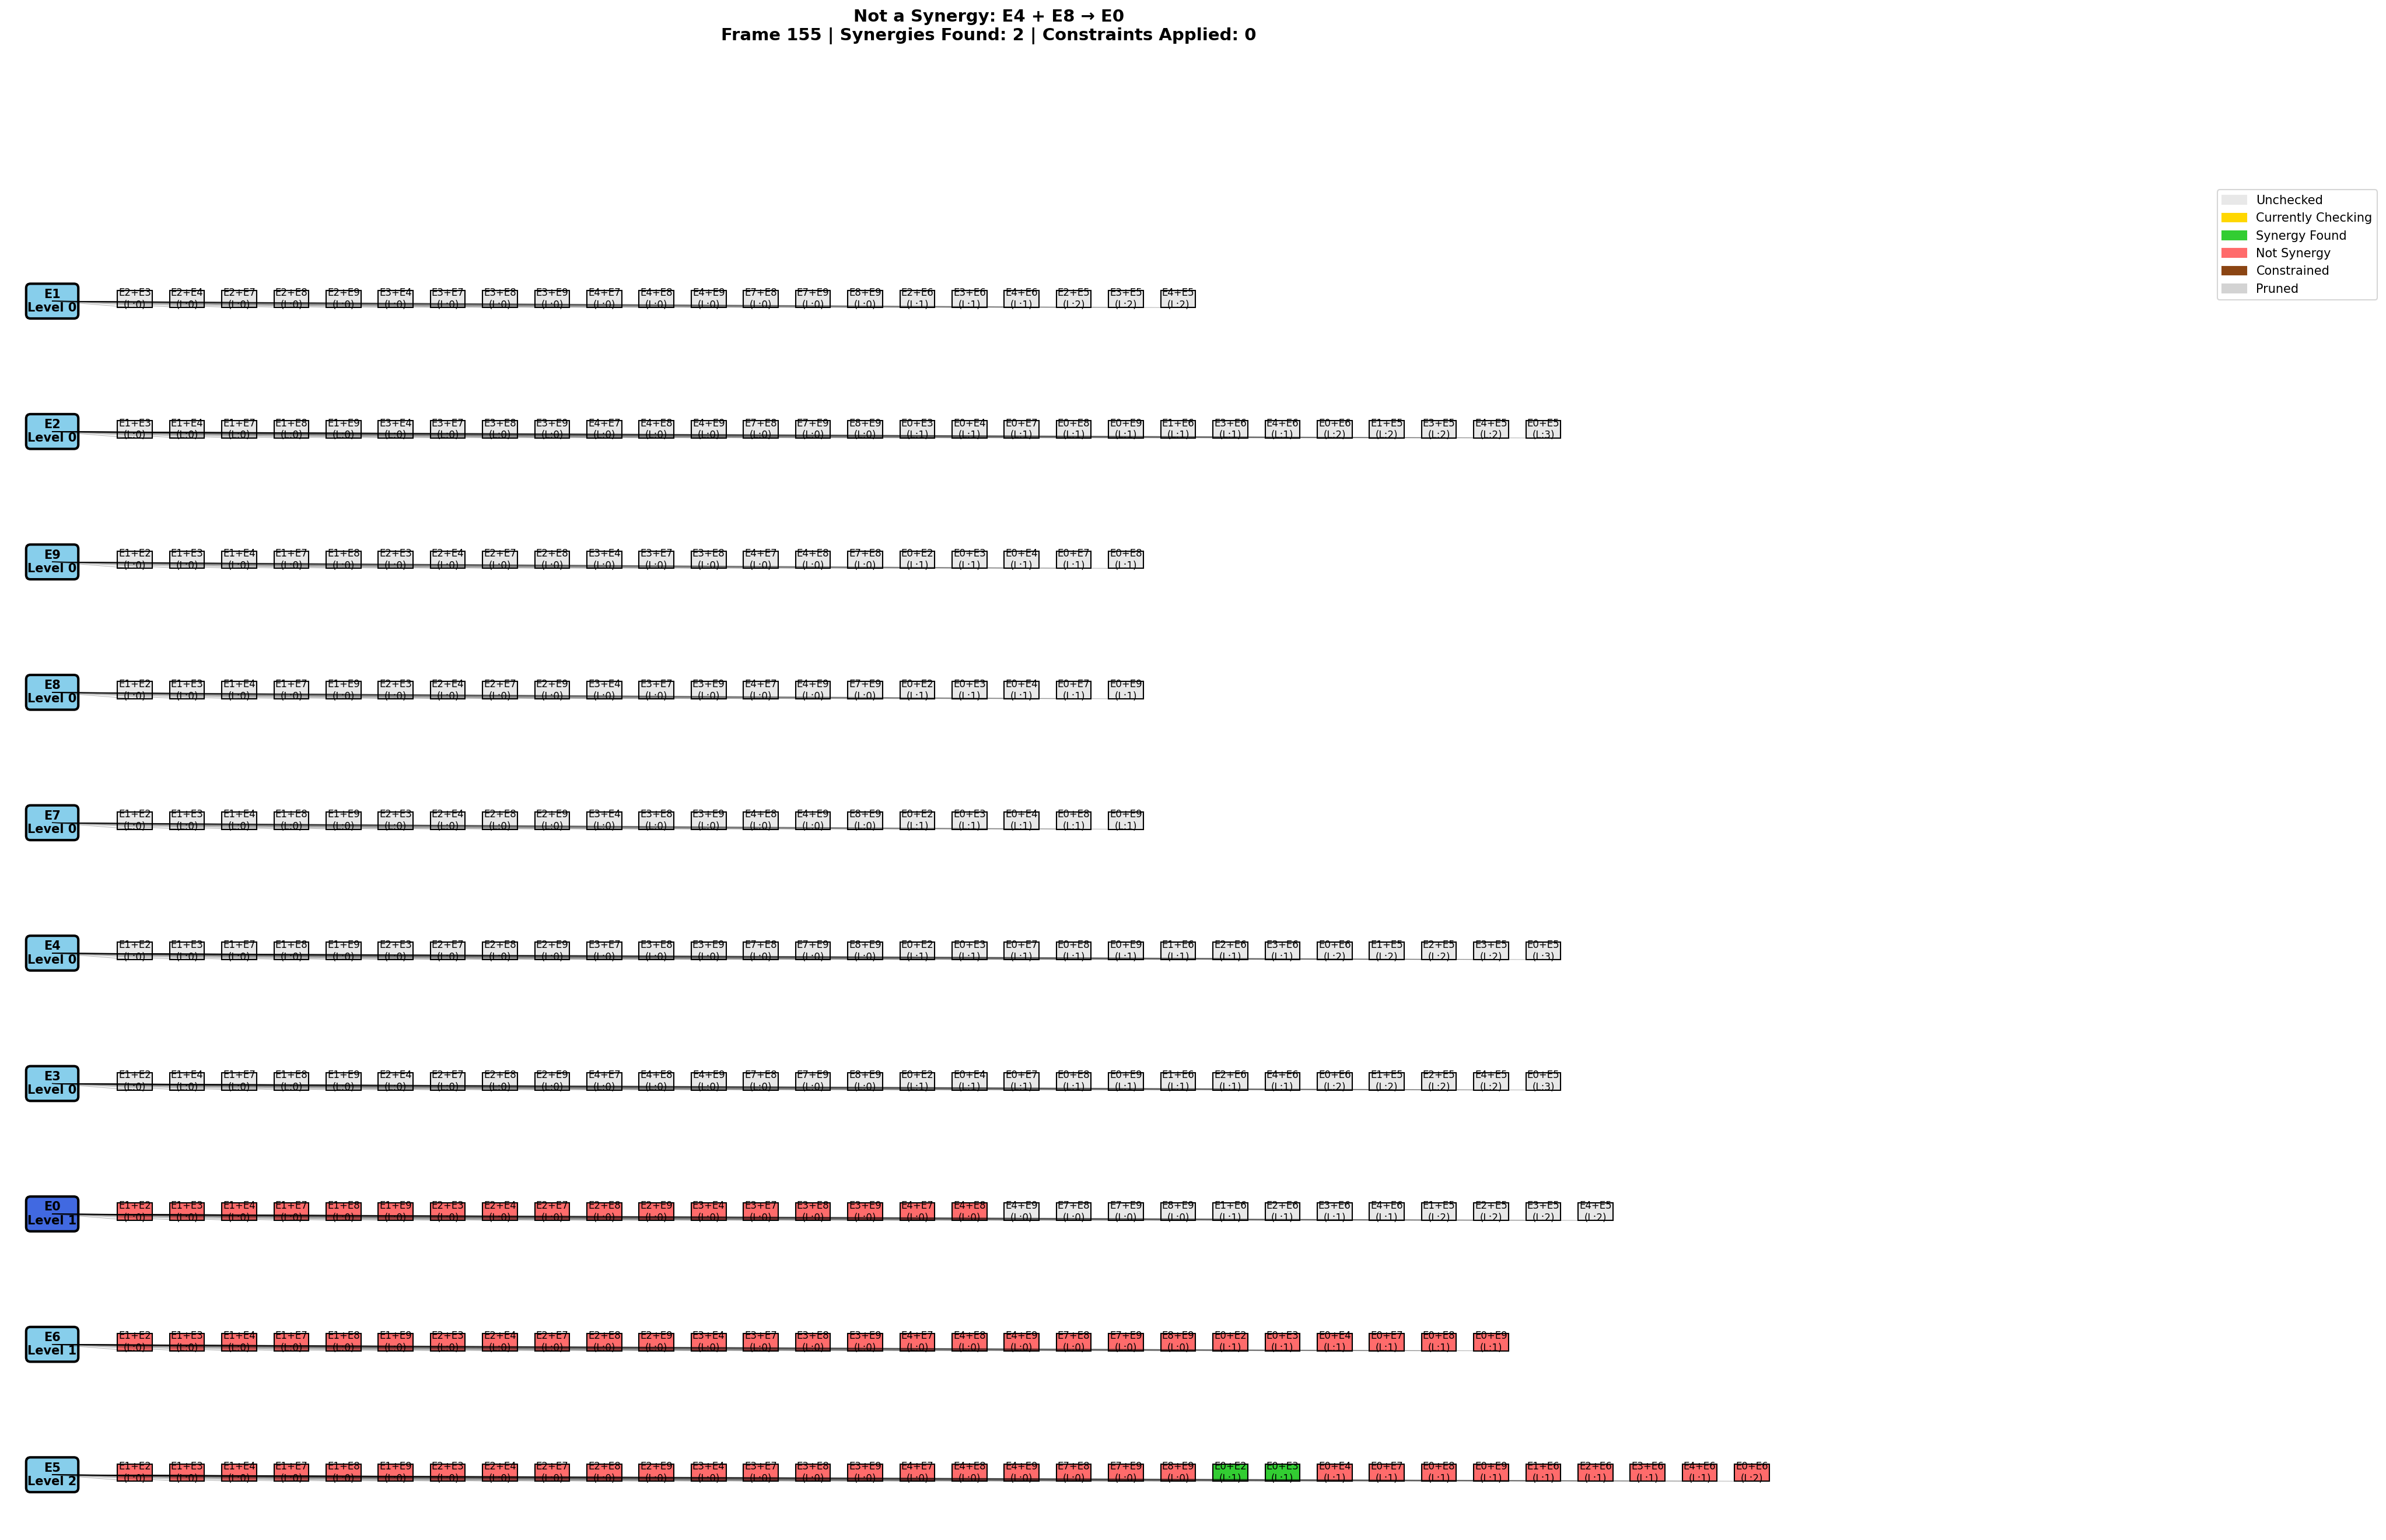 Not a Synergy: E4 + E8 → E0
Frame 155 | Synergies Found: 2 | Constraints Applied: 0
Unchecked
Currently Checking
Synergy Found
Not Synergy
Constrained
Pruned
E1
Level 0
E2+E3 E2+E4 E2+E7 E2+E8 E2+E9 E3+E4 E3+E7 E3+E8 E3+E9 E4+E7 E4+E8 E4+E9 E7+E8 E7+E9 E8+E9 E2+E6 E3+E6 E4+E6 E2+E5 E3+E5 E4+E5
(L:0) (L:0) (L:0) (L:0) (L:0) (L:0) (L:0) (L:0) (L:0) (L:0) (L:0) (L:0) (L:0) (L:0) (L:0) (L:1) (L:1) (L:1) (L:2) (L:2) (L:2)
E2
Level 0
E1+E3 E1+E4 E1+E7 E1+E8 E1+E9 E3+E4 E3+E7 E3+E8 E3+E9 E4+E7 E4+E8 E4+E9 E7+E8 E7+E9 E8+E9 E0+E3 E0+E4 E0+E7 E0+E8 E0+E9 E1+E6 E3+E6 E4+E6 E0+E6 E1+E5 E3+E5 E4+E5 E0+E5
(L:0) (L:0) (L:0) (L:0) (L:0) (L:0) (L:0) (L:0) (L:0) (L:0) (L:0) (L:0) (L:0) (L:0) (L:0) (L:1) (L:1) (L:1) (L:1) (L:1) (L:1) (L:1) (L:1) (L:2) (L:2) (L:2) (L:2) (L:3)
E9
Level 0
E1+E2 E1+E3 E1+E4 E1+E7 E1+E8 E2+E3 E2+E4 E2+E7 E2+E8 E3+E4 E3+E7 E3+E8 E4+E7 E4+E8 E7+E8 E0+E2 E0+E3 E0+E4 E0+E7 E0+E8
(L:0) (L:0) (L:0) (L:0) (L:0) (L:0) (L:0) (L:0) (L:0) (L:0) (L:0) (L:0) (L:0) (L:0) (L:0) (L:1) (L:1) (L:1) (L:1) (L:1)
E8
Level 0
E1+E2 E1+E3 E1+E4 E1+E7 E1+E9 E2+E3 E2+E4 E2+E7 E2+E9 E3+E4 E3+E7 E3+E9 E4+E7 E4+E9 E7+E9 E0+E2 E0+E3 E0+E4 E0+E7 E0+E9
(L:0) (L:0) (L:0) (L:0) (L:0) (L:0) (L:0) (L:0) (L:0) (L:0) (L:0) (L:0) (L:0) (L:0) (L:0) (L:1) (L:1) (L:1) (L:1) (L:1)
E7
Level 0
E1+E2 E1+E3 E1+E4 E1+E8 E1+E9 E2+E3 E2+E4 E2+E8 E2+E9 E3+E4 E3+E8 E3+E9 E4+E8 E4+E9 E8+E9 E0+E2 E0+E3 E0+E4 E0+E8 E0+E9
(L:0) (L:0) (L:0) (L:0) (L:0) (L:0) (L:0) (L:0) (L:0) (L:0) (L:0) (L:0) (L:0) (L:0) (L:0) (L:1) (L:1) (L:1) (L:1) (L:1)
E4
Level 0
E1+E2 E1+E3 E1+E7 E1+E8 E1+E9 E2+E3 E2+E7 E2+E8 E2+E9 E3+E7 E3+E8 E3+E9 E7+E8 E7+E9 E8+E9 E0+E2 E0+E3 E0+E7 E0+E8 E0+E9 E1+E6 E2+E6 E3+E6 E0+E6 E1+E5 E2+E5 E3+E5 E0+E5
(L:0) (L:0) (L:0) (L:0) (L:0) (L:0) (L:0) (L:0) (L:0) (L:0) (L:0) (L:0) (L:0) (L:0) (L:0) (L:1) (L:1) (L:1) (L:1) (L:1) (L:1) (L:1) (L:1) (L:2) (L:2) (L:2) (L:2) (L:3)
E3
Level 0
E1+E2 E1+E4 E1+E7 E1+E8 E1+E9 E2+E4 E2+E7 E2+E8 E2+E9 E4+E7 E4+E8 E4+E9 E7+E8 E7+E9 E8+E9 E0+E2 E0+E4 E0+E7 E0+E8 E0+E9 E1+E6 E2+E6 E4+E6 E0+E6 E1+E5 E2+E5 E4+E5 E0+E5
(L:0) (L:0) (L:0) (L:0) (L:0) (L:0) (L:0) (L:0) (L:0) (L:0) (L:0) (L:0) (L:0) (L:0) (L:0) (L:1) (L:1) (L:1) (L:1) (L:1) (L:1) (L:1) (L:1) (L:2) (L:2) (L:2) (L:2) (L:3)
E0
Level 1
E1+E2 E1+E3 E1+E4 E1+E7 E1+E8 E1+E9 E2+E3 E2+E4 E2+E7 E2+E8 E2+E9 E3+E4 E3+E7 E3+E8 E3+E9 E4+E7 E4+E8 E4+E9 E7+E8 E7+E9 E8+E9 E1+E6 E2+E6 E3+E6 E4+E6 E1+E5 E2+E5 E3+E5 E4+E5
(L:0) (L:0) (L:0) (L:0) (L:0) (L:0) (L:0) (L:0) (L:0) (L:0) (L:0) (L:0) (L:0) (L:0) (L:0) (L:0) (L:0) (L:0) (L:0) (L:0) (L:0) (L:1) (L:1) (L:1) (L:1) (L:2) (L:2) (L:2) (L:2)
E6
Level 1
E1+E2 E1+E3 E1+E4 E1+E7 E1+E8 E1+E9 E2+E3 E2+E4 E2+E7 E2+E8 E2+E9 E3+E4 E3+E7 E3+E8 E3+E9 E4+E7 E4+E8 E4+E9 E7+E8 E7+E9 E8+E9 E0+E2 E0+E3 E0+E4 E0+E7 E0+E8 E0+E9
(L:0) (L:0) (L:0) (L:0) (L:0) (L:0) (L:0) (L:0) (L:0) (L:0) (L:0) (L:0) (L:0) (L:0) (L:0) (L:0) (L:0) (L:0) (L:0) (L:0) (L:0) (L:1) (L:1) (L:1) (L:1) (L:1) (L:1)
E5
Level 2
E1+E2 E1+E3 E1+E4 E1+E7 E1+E8 E1+E9 E2+E3 E2+E4 E2+E7 E2+E8 E2+E9 E3+E4 E3+E7 E3+E8 E3+E9 E4+E7 E4+E8 E4+E9 E7+E8 E7+E9 E8+E9 E0+E2 E0+E3 E0+E4 E0+E7 E0+E8 E0+E9 E1+E6 E2+E6 E3+E6 E4+E6 E0+E6
(L:0) (L:0) (L:0) (L:0) (L:0) (L:0) (L:0) (L:0) (L:0) (L:0) (L:0) (L:0) (L:0) (L:0) (L:0) (L:0) (L:0) (L:0) (L:0) (L:0) (L:0) (L:1) (L:1) (L:1) (L:1) (L:1) (L:1) (L:1) (L:1) (L:1) (L:1) (L:2)